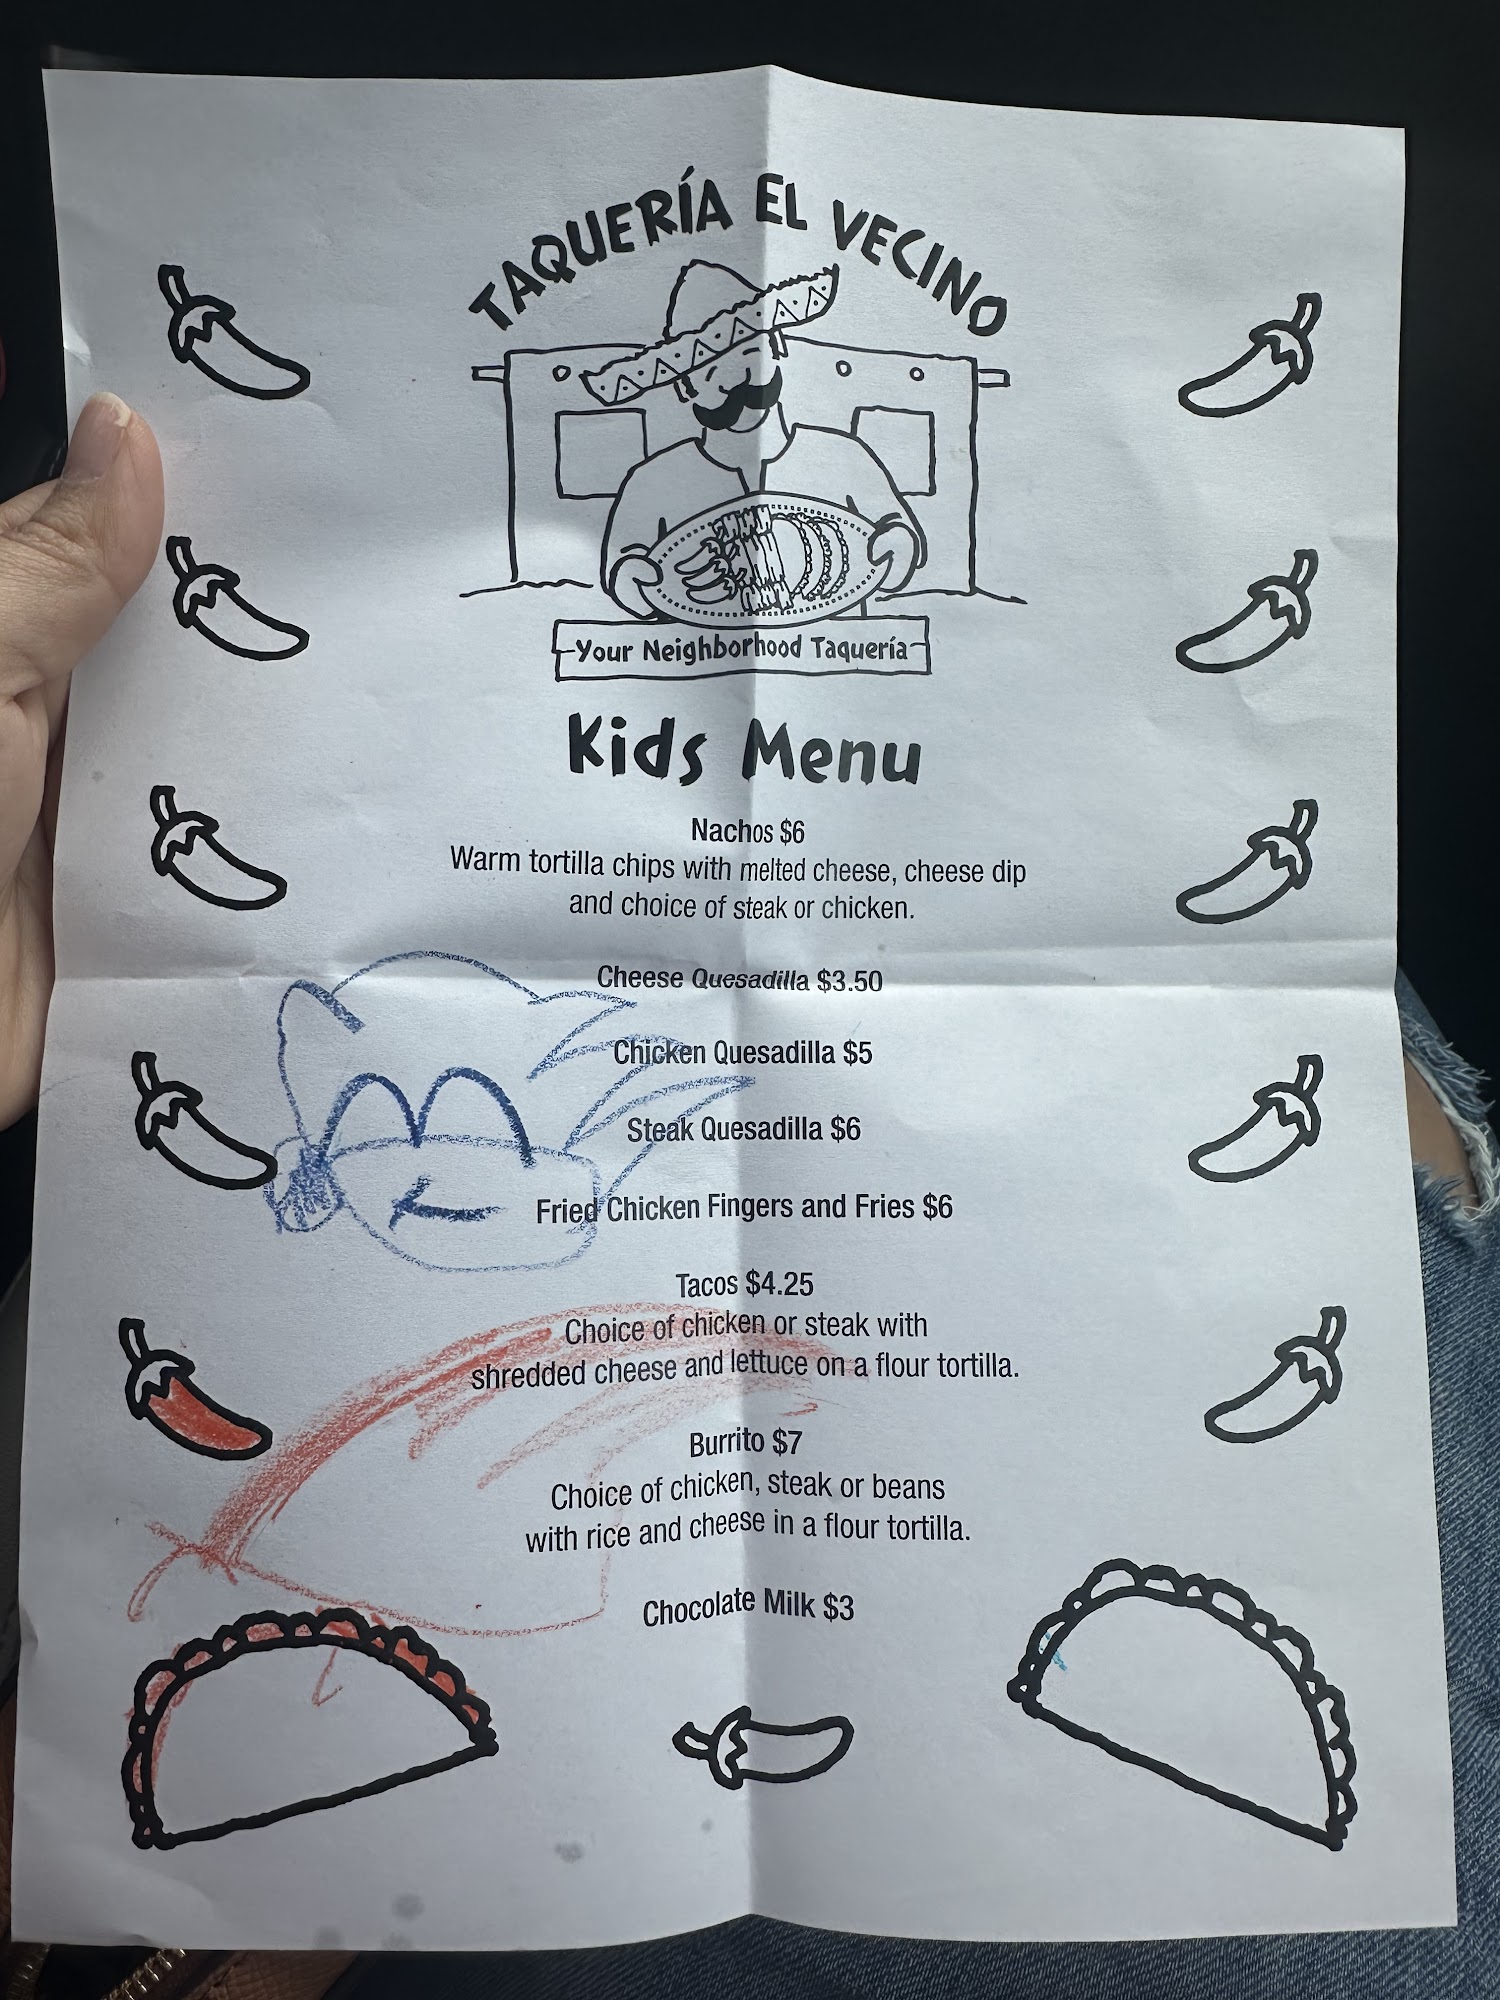 TAQUERÍA EL VECINO
Your Neighborhood Taquería
Kids Menu
Nachos $6
Warm tortilla chips with melted cheese, cheese dip
and choice of steak or chicken.
Cheese Quesadilla $3.50
Chicken Quesadilla $5
Steak Quesadilla $6
Fried Chicken Fingers and Fries $6
Tacos $4.25
Choice of chicken or steak with
shredded cheese and lettuce on a flour tortilla.
Burrito $7
Choice of chicken, steak or beans
with rice and cheese in a flour tortilla.
Chocolate Milk $3